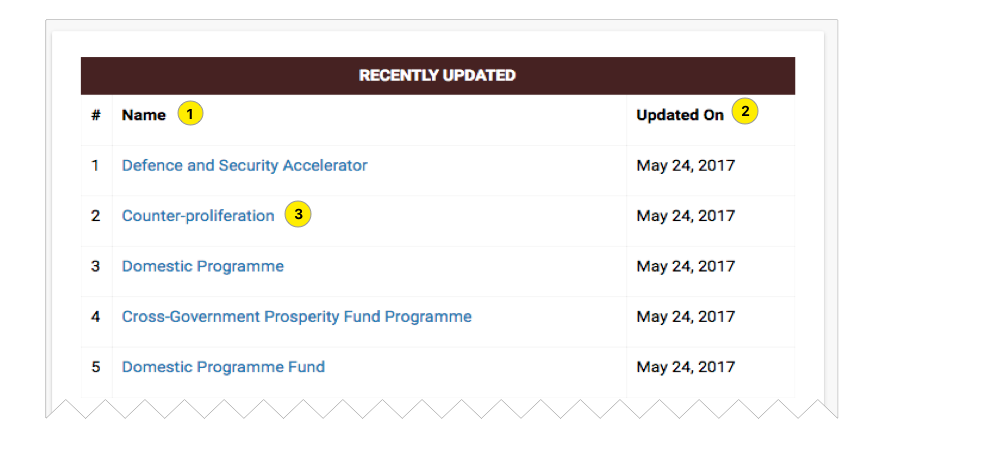 RECENTLY UPDATED
# Name 1 Updated On 2
1 Defence and Security Accelerator May 24, 2017
2 Counter-proliferation 3 May 24, 2017
3 Domestic Programme May 24, 2017
4 Cross-Government Prosperity Fund Programme May 24, 2017
5 Domestic Programme Fund May 24, 2017